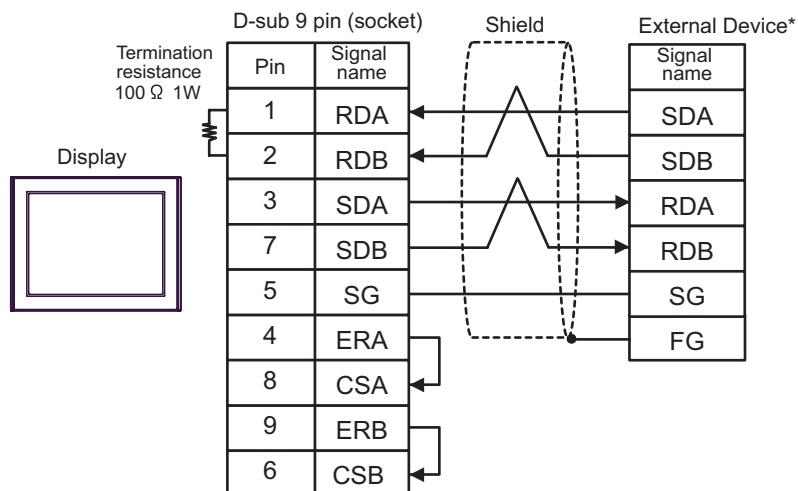 D-sub 9 pin (socket)
Shield
External Device*
Termination
resistance
100 Ω 1W
Display
Pin
Signal
name
1
RDA
2
RDB
3
SDA
7
SDB
5
SG
4
ERA
8
CSA
9
ERB
6
CSB
Signal
name
SDA
SDB
RDA
RDB
SG
FG